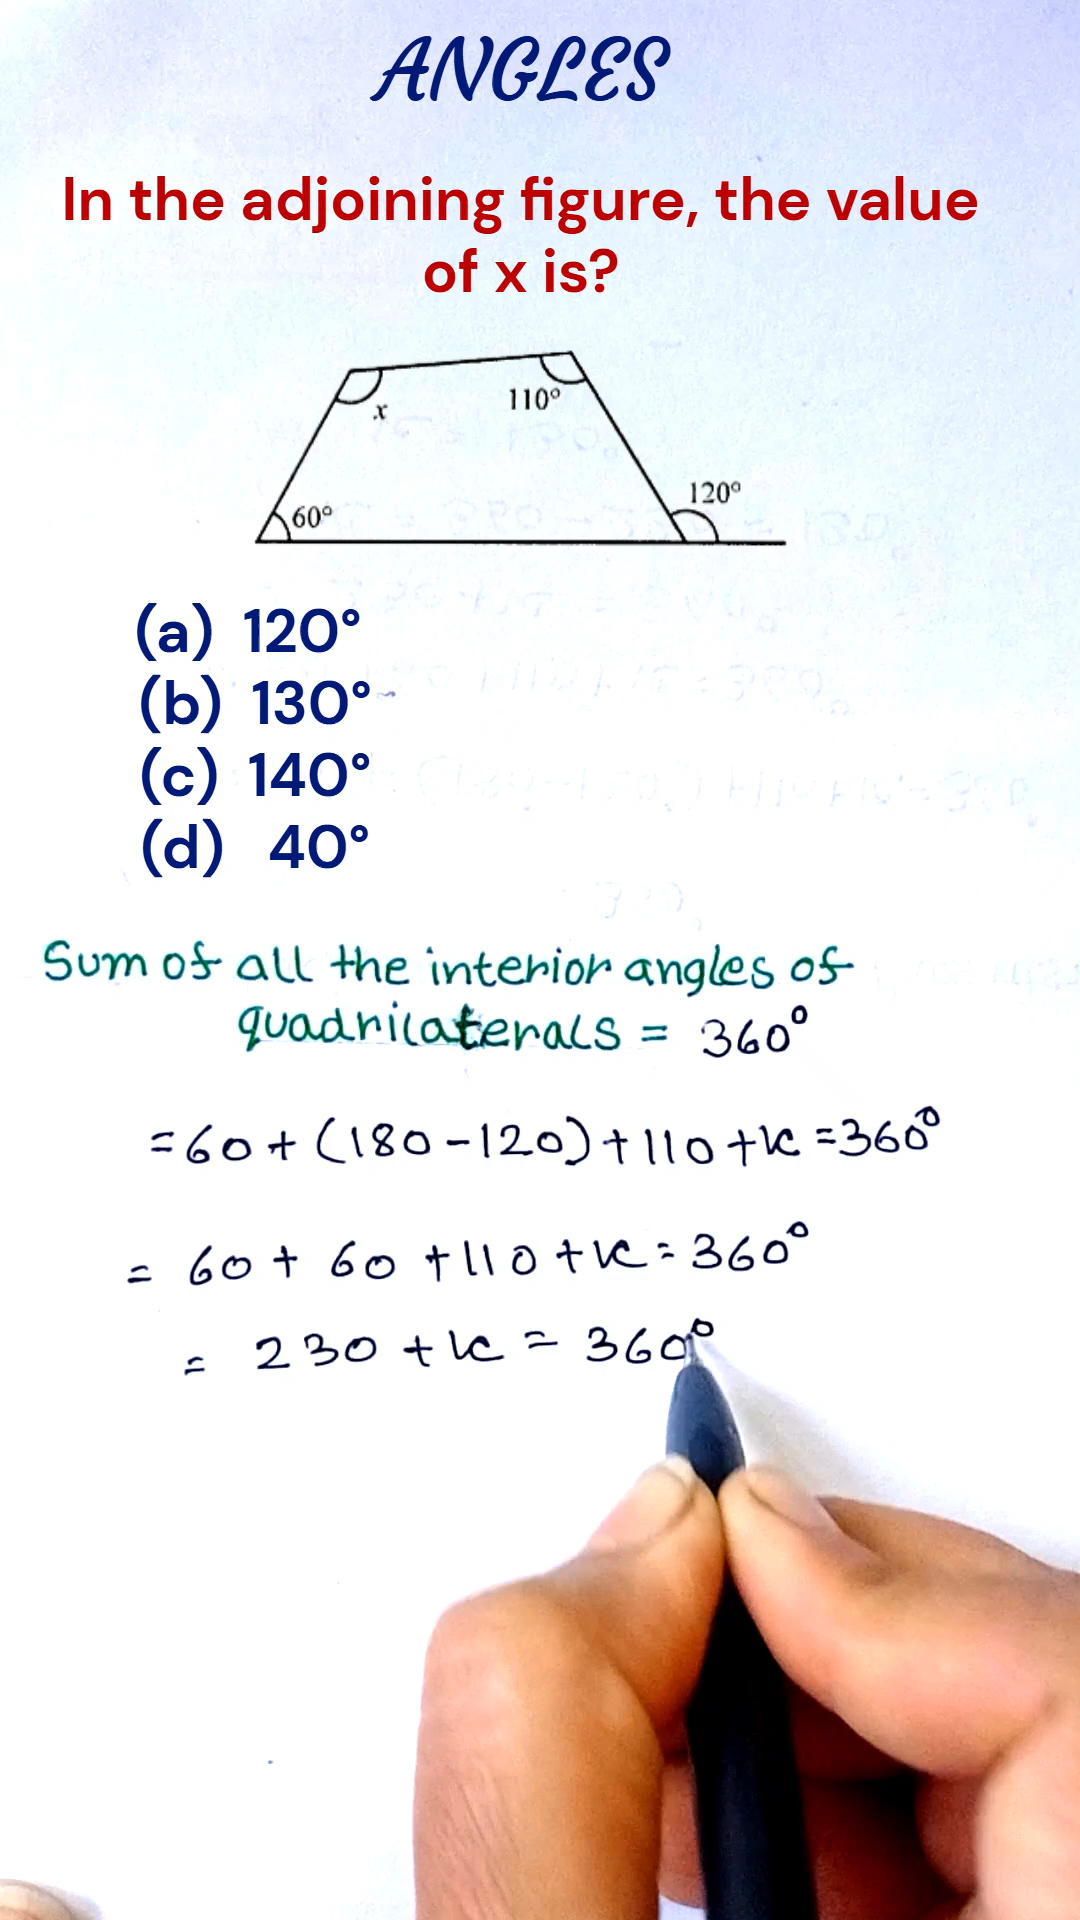 ANGLES
In the adjoining figure, the value
of x is?
x
110°
120°
60°
(a) 120°
(b) 130°
(c) 140°
(d) 40°
Sum of all the interior angles of
quadrilaterals = 360°
= 60 + (180 - 120) + 110 + x = 360°
= 60 + 60 + 110 + x = 360°
= 230 + x = 360°